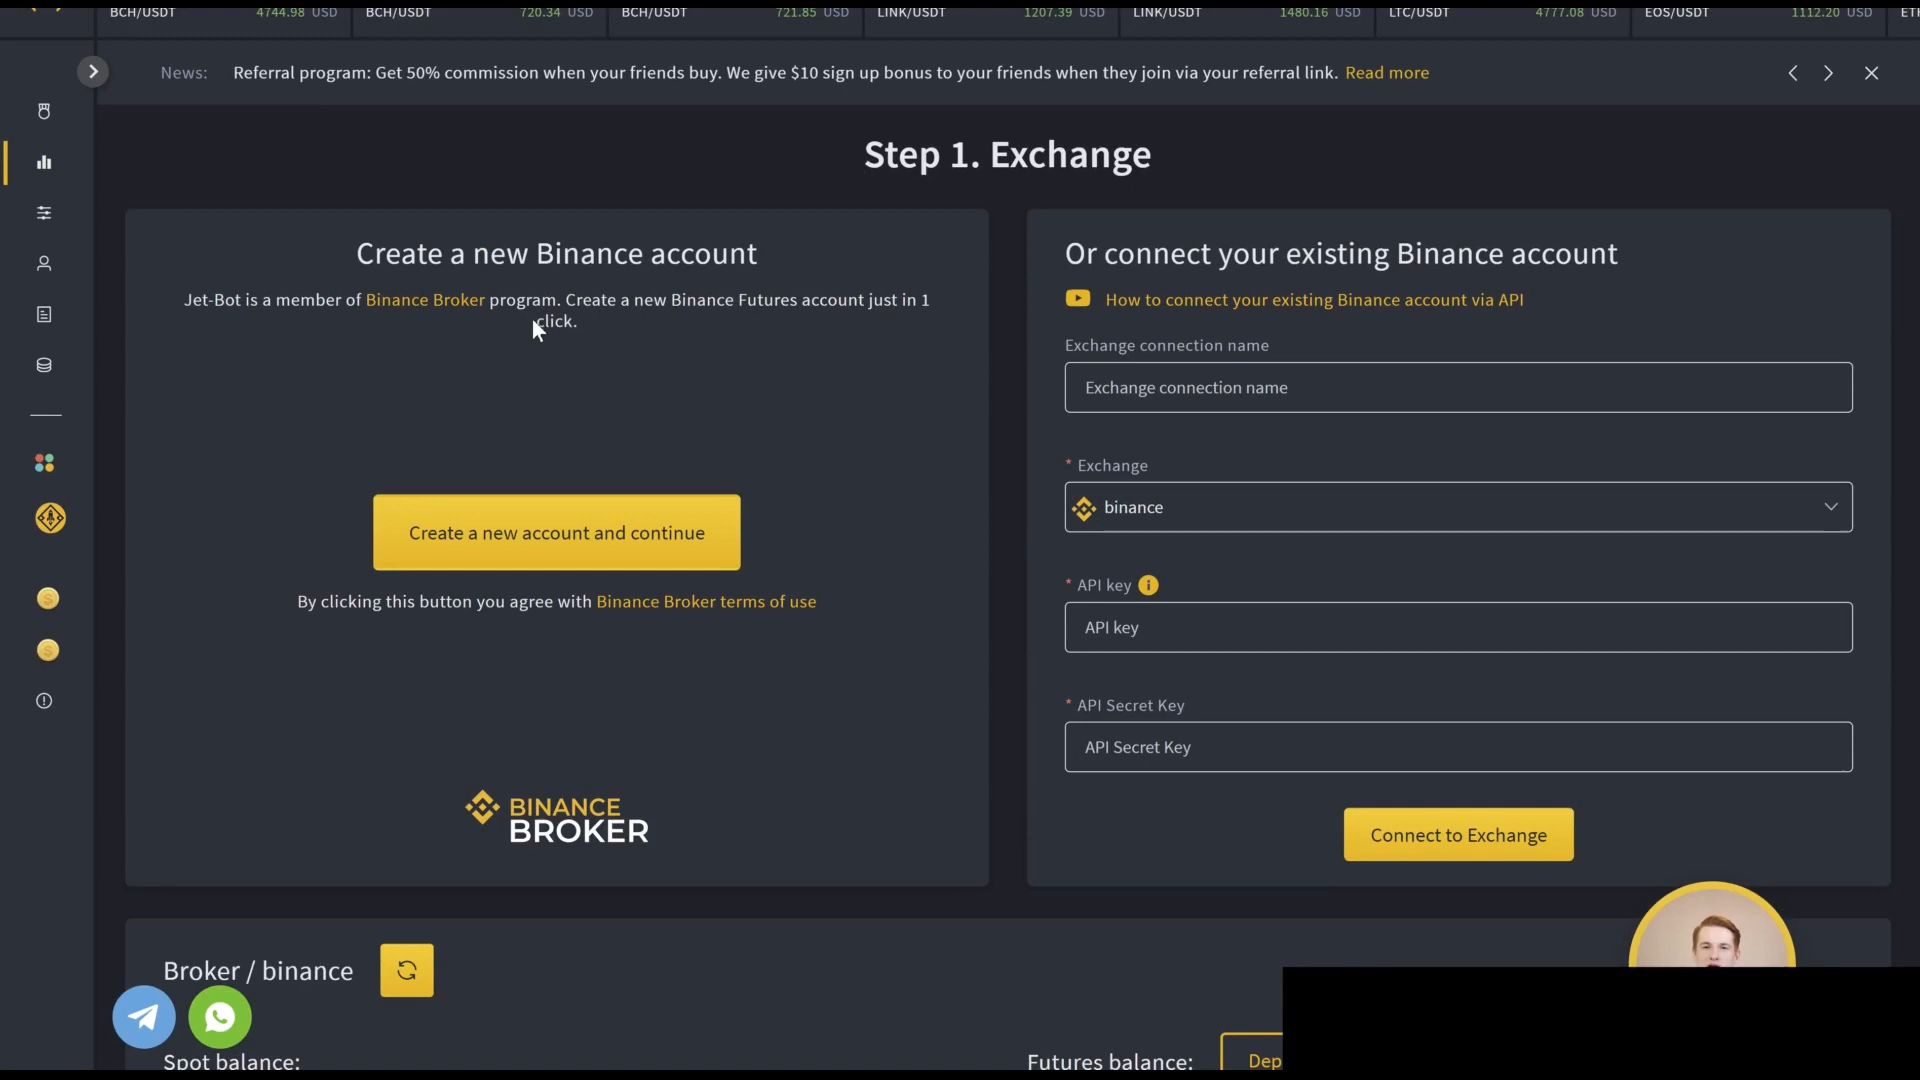 BCH/USDT 4744.98 USD BCH/USDT 720.34 USD BCH/USDT 721.85 USD LINK/USDT 1207.39 USD LINK/USDT 1480.16 USD LTC/USDT 4777.08 USD EOS/USDT 1112.20 USD
News: Referral program: Get 50% commission when your friends buy. We give $10 sign up bonus to your friends when they join via your referral link. Read more
Step 1. Exchange
Create a new Binance account
Jet-Bot is a member of Binance Broker program. Create a new Binance Futures account just in 1
click.
Create a new account and continue
By clicking this button you agree with Binance Broker terms of use
BINANCE
BROKER
Or connect your existing Binance account
How to connect your existing Binance account via API
Exchange connection name
Exchange connection name
* Exchange
binance
* API key
API key
* API Secret Key
API Secret Key
Connect to Exchange
Broker / binance
Spot balance:
Futures balance: Dep